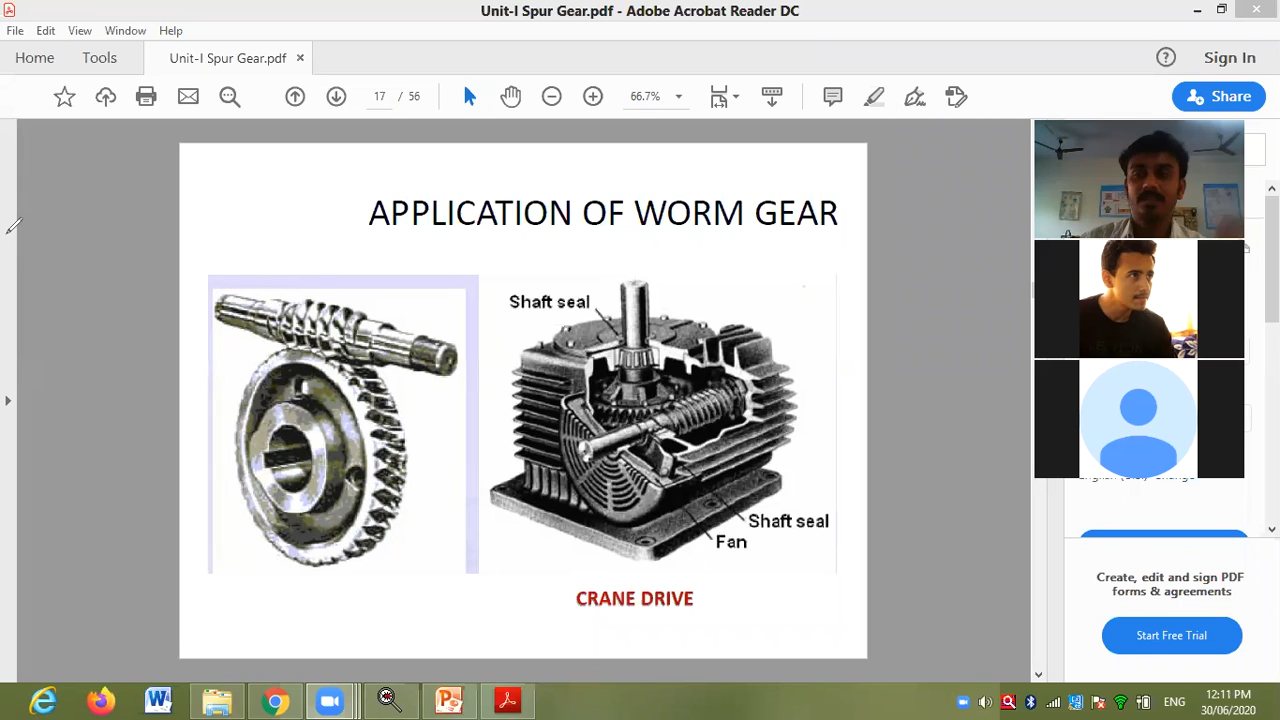 Unit-I Spur Gear.pdf - Adobe Acrobat Reader DC
File Edit View Window Help
Home Tools Unit-I Spur Gear.pdf ×
Sign In
17 / 56
66.7%
Share
APPLICATION OF WORM GEAR
Shaft seal
Shaft seal
Fan
CRANE DRIVE
Create, edit and sign PDF
forms & agreements
Start Free Trial
ENG
12:11 PM
30/06/2020